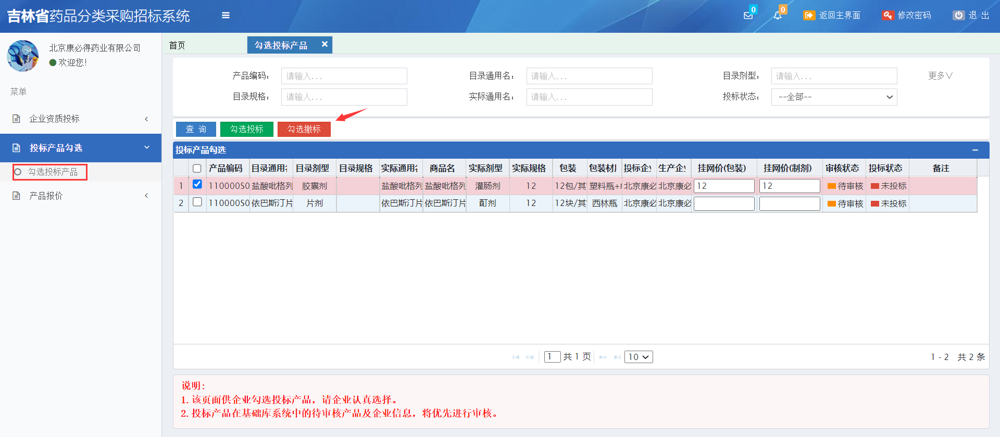 吉林省药品分类采购招标系统
0
0
返回主界面
修改密码
退 出
北京康必得药业有限公司
欢迎您!
菜单
企业资质投标
投标产品勾选
勾选投标产品
产品报价
首页
勾选投标产品
产品编码: 请输入... 目录通用名: 请输入... 目录剂型: 请输入... 更多
目录规格: 请输入... 实际通用名: 请输入... 投标状态: --全部--
查 询 勾选投标 勾选撤标
投标产品勾选
产品编码 目录通用 目录剂型 目录规格 实际通用 商品名 实际剂型 实际规格 包装 包装材 投标企 生产企 挂网价(包装) 挂网价(制剂) 审核状态 投标状态 备注
1 110000S0 盐酸吡格列 胶囊剂 盐酸吡格列 盐酸吡格列 灌肠剂 12 12包/其 塑料瓶+ 北京康必 北京康必 12 12 待审核 未投标
2 110000S0 依巴斯汀片 片剂 依巴斯汀片 依巴斯汀片 酊剂 12 12块/其 西林瓶 北京康必 北京康必 待审核 未投标
1 共 1 页 10
1 - 2 共 2 条
说明:
1. 该页面供企业勾选投标产品，请企业认真选择。
2. 投标产品在基础库系统中的待审核产品及企业信息，将优先进行审核。